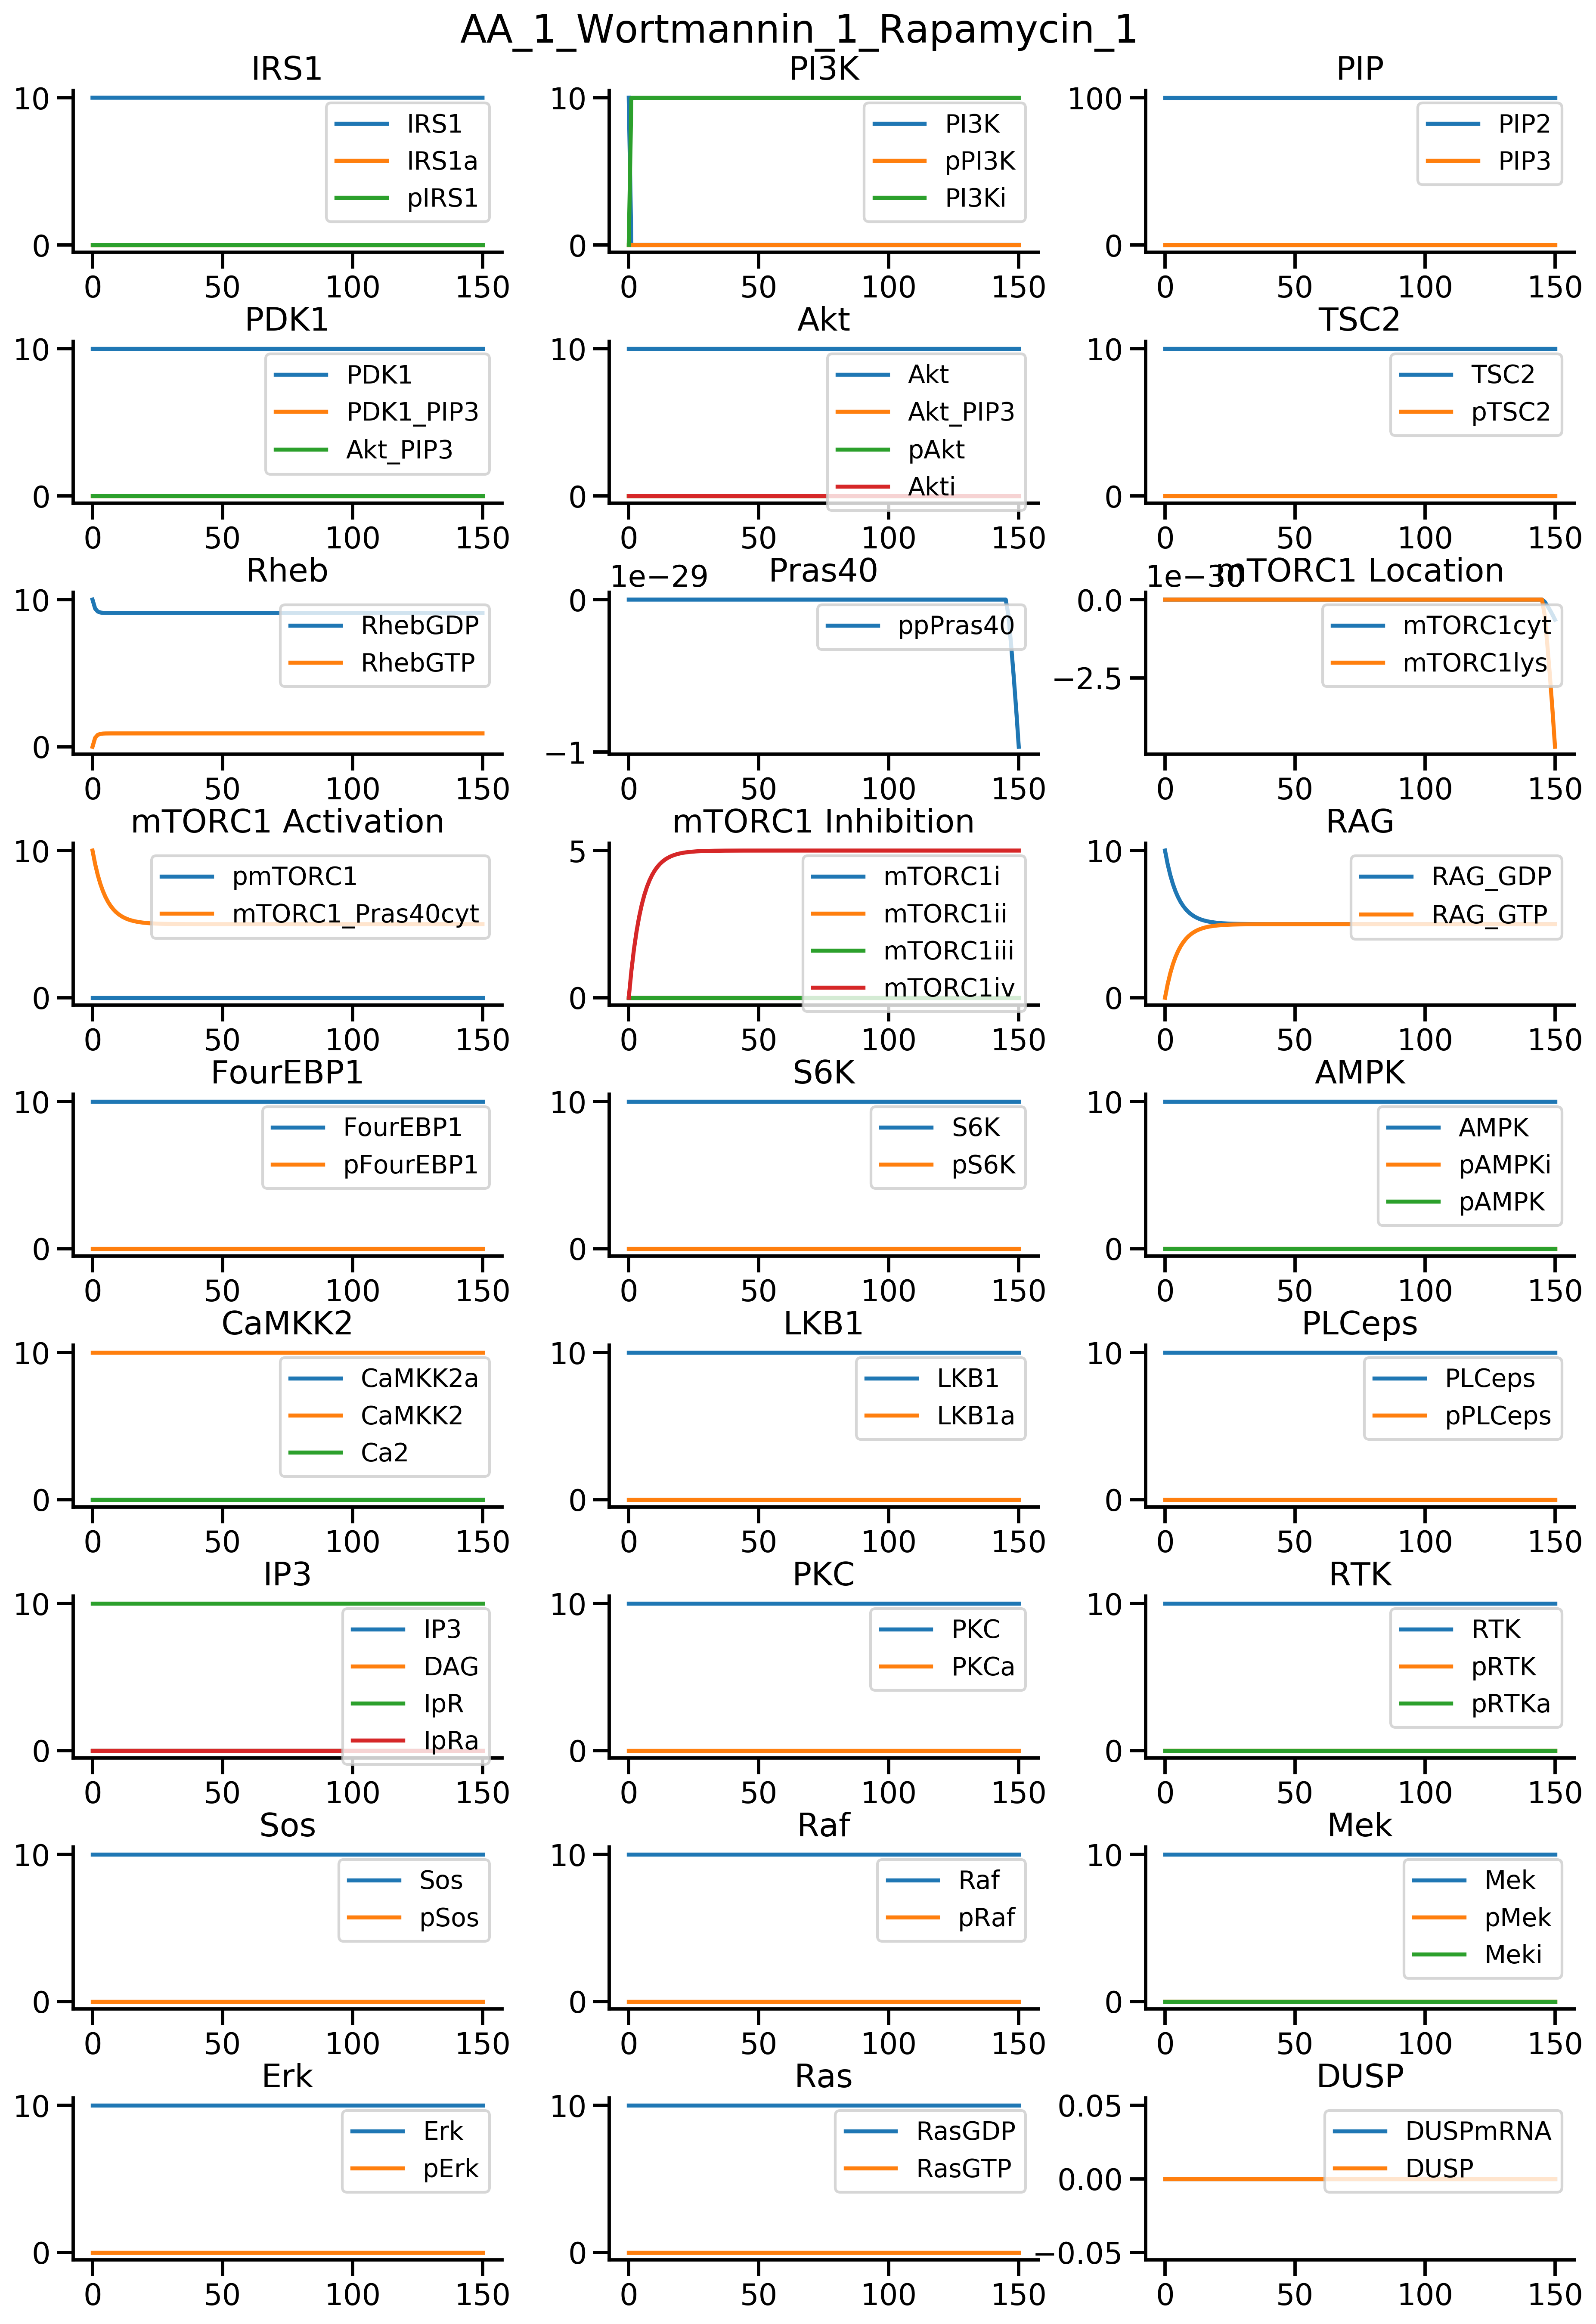 AA_1_Wortmannin_1_Rapamycin_1
IRS1
10
0
0 50 100 150
IRS1
IRS1a
pIRS1
PI3K
10
0
0 50 100 150
PI3K
pPI3K
PI3Ki
PIP
100
0
0 50 100 150
PIP2
PIP3
PDK1
10
0
0 50 100 150
PDK1
PDK1_PIP3
Akt_PIP3
Akt
10
0
0 50 100 150
Akt
Akt_PIP3
pAkt
Akti
TSC2
10
0
0 50 100 150
TSC2
pTSC2
Rheb
10
0
0 50 100 150
RhebGDP
RhebGTP
1e−29
Pras40
0
−1
0 50 100 150
ppPras40
1e−30
mTORC1 Location
0.0
−2.5
0 50 100 150
mTORC1cyt
mTORC1lys
mTORC1 Activation
10
0
0 50 100 150
pmTORC1
mTORC1_Pras40cyt
mTORC1 Inhibition
5
0
0 50 100 150
mTORC1i
mTORC1ii
mTORC1iii
mTORC1iv
RAG
10
0
0 50 100 150
RAG_GDP
RAG_GTP
FourEBP1
10
0
0 50 100 150
FourEBP1
pFourEBP1
S6K
10
0
0 50 100 150
S6K
pS6K
AMPK
10
0
0 50 100 150
AMPK
pAMPKi
pAMPK
CaMKK2
10
0
0 50 100 150
CaMKK2a
CaMKK2
Ca2
LKB1
10
0
0 50 100 150
LKB1
LKB1a
PLCeps
10
0
0 50 100 150
PLCeps
pPLCeps
IP3
10
0
0 50 100 150
IP3
DAG
IpR
IpRa
PKC
10
0
0 50 100 150
PKC
PKCa
RTK
10
0
0 50 100 150
RTK
pRTK
pRTKa
Sos
10
0
0 50 100 150
Sos
pSos
Raf
10
0
0 50 100 150
Raf
pRaf
Mek
10
0
0 50 100 150
Mek
pMek
Meki
Erk
10
0
0 50 100 150
Erk
pErk
Ras
10
0
0 50 100 150
RasGDP
RasGTP
DUSP
0.05
0.00
−0.05
0 50 100 150
DUSPmRNA
DUSP